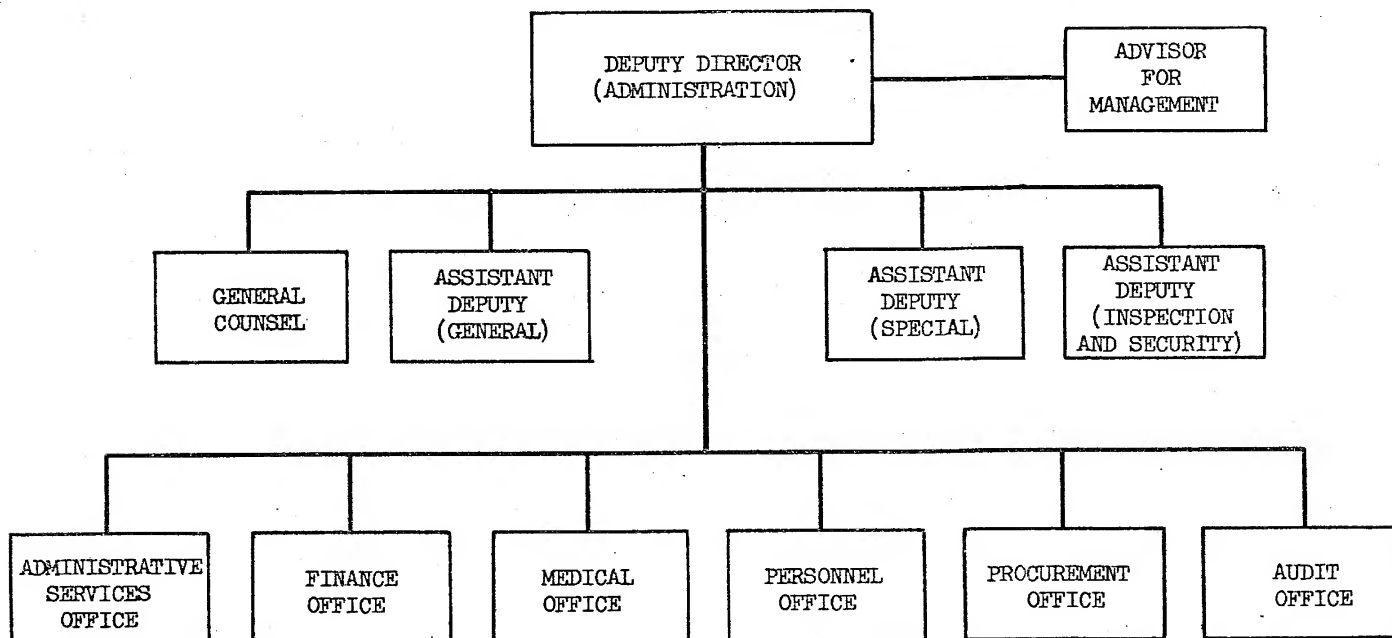 DEPUTY DIRECTOR
(ADMINISTRATION)
ADVISOR
FOR
MANAGEMENT
GENERAL
COUNSEL
ASSISTANT
DEPUTY
(GENERAL)
ASSISTANT
DEPUTY
(SPECIAL)
ASSISTANT
DEPUTY
(INSPECTION
AND SECURITY)
ADMINISTRATIVE
SERVICES
OFFICE
FINANCE
OFFICE
MEDICAL
OFFICE
PERSONNEL
OFFICE
PROCUREMENT
OFFICE
AUDIT
OFFICE